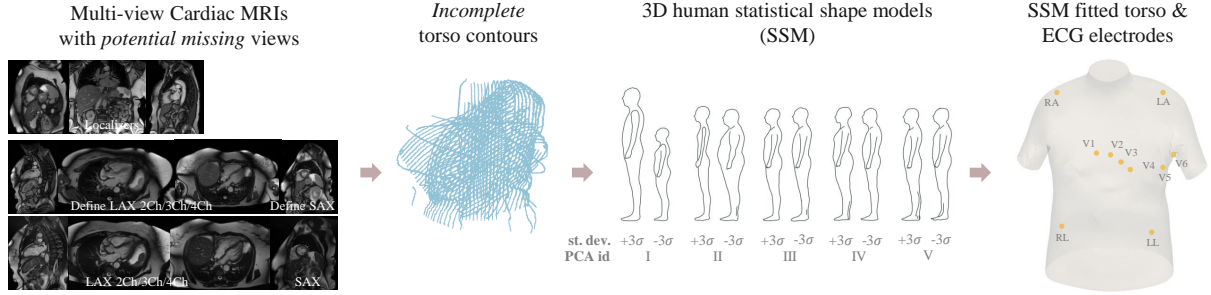 Multi-view Cardiac MRIs
with potential missing views
Incomplete
torso contours
3D human statistical shape models
(SSM)
SSM fitted torso &
ECG electrodes
Localizers
Define LAX 2Ch/3Ch/4Ch
Define SAX
LAX 2Ch/3Ch/4Ch
SAX
st. dev. +3σ -3σ +3σ -3σ +3σ -3σ +3σ -3σ +3σ -3σ
PCA id I II III IV V
RA
LA
V1
V2
V3
V4
V6
V5
RL
LL